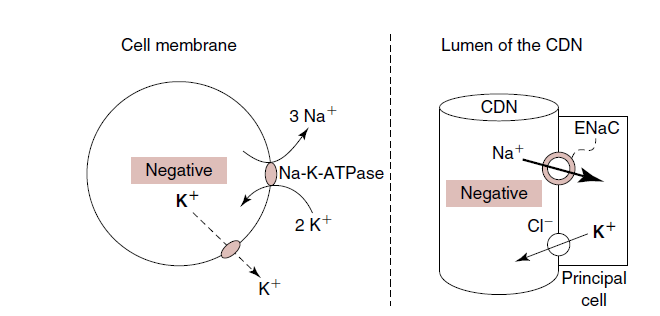 Cell membrane
3 Na+
Negative
Na-K-ATPase
K+
2 K+
K+
Lumen of the CDN
CDN
ENaC
Na+
Negative
Cl−
K+
Principal
cell